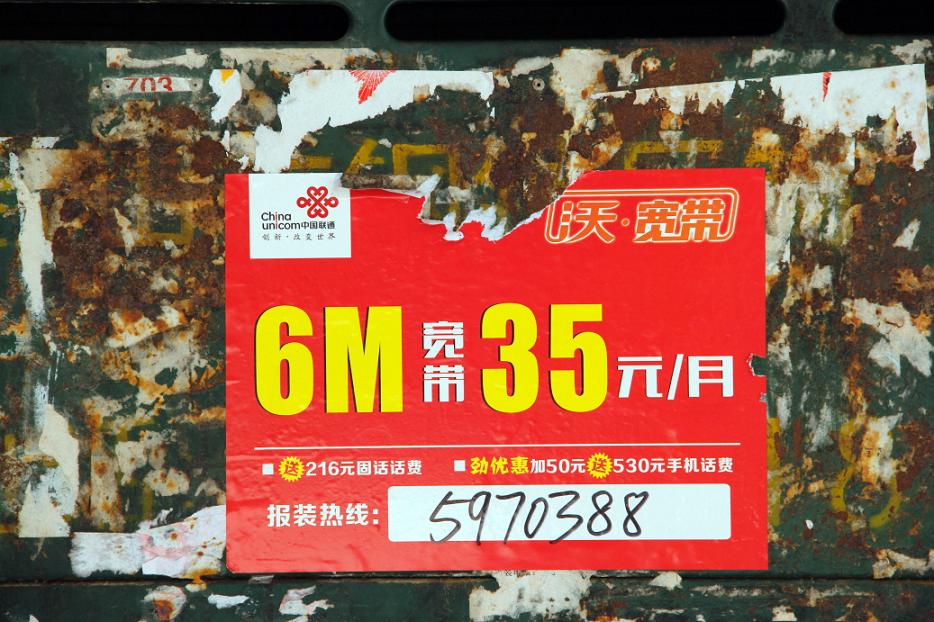 703
China
unicom中国联通
创新·改变世界
沃·宽带
6M宽带35元/月
■送216元固话话费
■劲优惠加50元送530元手机话费
报装热线：5970388